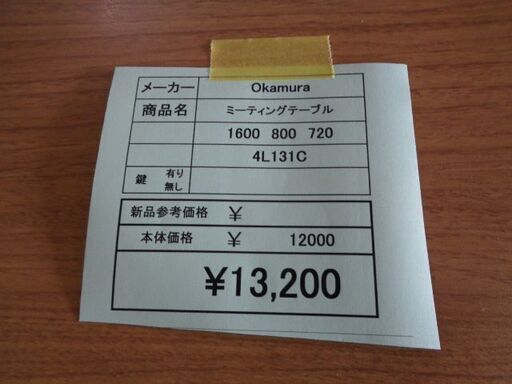 メーカー Okamura
商品名 ミーティングテーブル
1600 800 720
4L131C
鍵 有り 無し
新品参考価格 ¥
本体価格 ¥ 12000
¥13,200